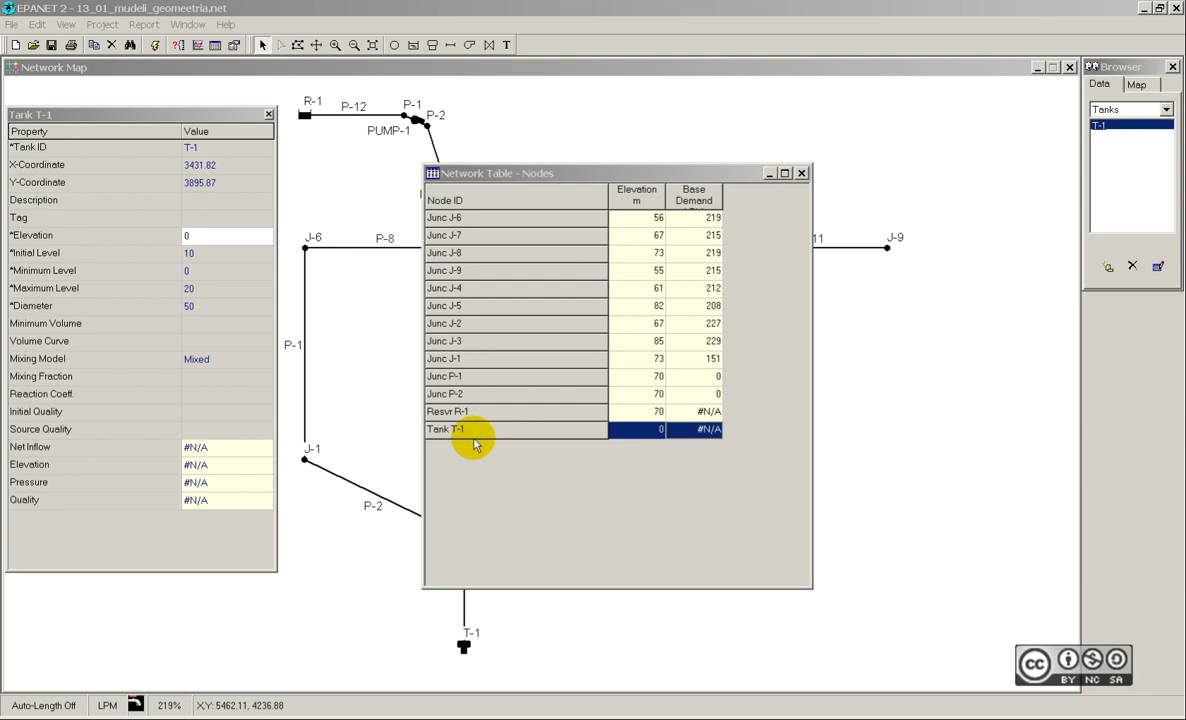 EPANET 2 - 13_01_mudeli_geomeetria.net
File Edit View Project Report Window Help
Network Map
Browser
Data Map
Tanks
T-1
Tank T-1
Property Value
*Tank ID T-1
X-Coordinate 3431.82
Y-Coordinate 3895.87
Description
Tag
*Elevation 0
*Initial Level 10
*Minimum Level 0
*Maximum Level 20
*Diameter 50
Minimum Volume
Volume Curve
Mixing Model Mixed
Mixing Fraction
Reaction Coeff.
Initial Quality
Source Quality
Net Inflow #N/A
Elevation #N/A
Pressure #N/A
Quality #N/A
R-1
P-12
P-1
P-2
PUMP-1
J-6
P-8
11
J-9
P-1
J-1
P-2
T-1
Network Table - Nodes
Node ID Elevation m Base Demand
Junc J-6 56 219
Junc J-7 67 215
Junc J-8 73 219
Junc J-9 55 215
Junc J-4 61 212
Junc J-5 82 208
Junc J-2 67 227
Junc J-3 85 229
Junc J-1 73 151
Junc P-1 70 0
Junc P-2 70 0
Resvr R-1 70 #N/A
Tank T-1 0 #N/A
cc BY NC SA
Auto-Length Off LPM 219% X,Y: 5462.11, 4236.88